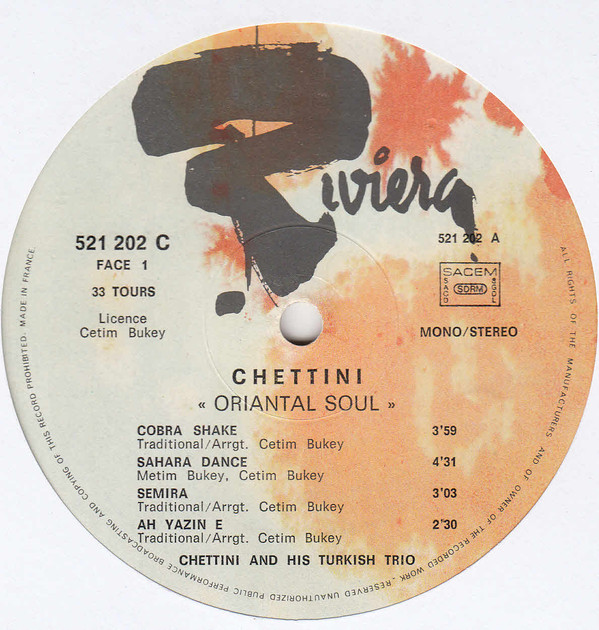 Riviera
521 202 C
FACE 1
33 TOURS
Licence
Cetim Bukey
521 202 A
SACEM
SACD
SDRM
SGDL
MONO/STEREO
CHETTINI
« ORIANTAL SOUL »
COBRA SHAKE 3'59
Traditional/Arrgt. Cetim Bukey
SAHARA DANCE 4'31
Metim Bukey, Cetim Bukey
SEMIRA 3'03
Traditional/Arrgt. Cetim Bukey
AH YAZIN E 2'30
Traditional/Arrgt. Cetim Bukey
CHETTINI AND HIS TURKISH TRIO
ALL RIGHTS OF THE MANUFACTURERS AND OF OWNER OF THE RECORDED WORK . RESERVED UNAUTHORIZED PUBLIC PERFORMANCE BROADCASTING AND COPYING OF THIS RECORD PROHIBITED. MADE IN FRANCE